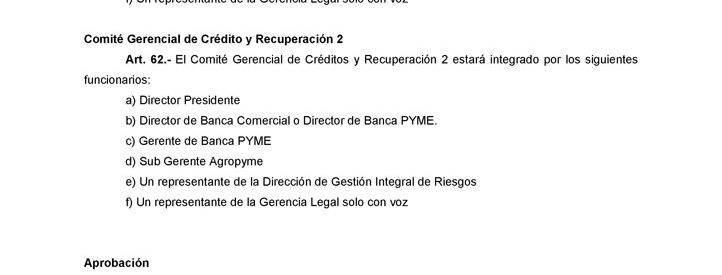 f) Un representante de la Gerencia Legal solo con voz
Comité Gerencial de Crédito y Recuperación 2
Art. 62.- El Comité Gerencial de Créditos y Recuperación 2 estará integrado por los siguientes
funcionarios:
a) Director Presidente
b) Director de Banca Comercial o Director de Banca PYME.
c) Gerente de Banca PYME
d) Sub Gerente Agropyme
e) Un representante de la Dirección de Gestión Integral de Riesgos
f) Un representante de la Gerencia Legal solo con voz
Aprobación